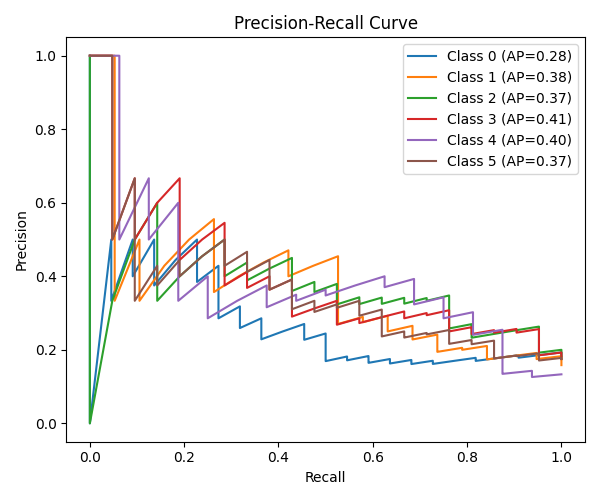 Precision-Recall Curve
Precision
1.0
0.8
0.6
0.4
0.2
0.0
Class 0 (AP=0.28)
Class 1 (AP=0.38)
Class 2 (AP=0.37)
Class 3 (AP=0.41)
Class 4 (AP=0.40)
Class 5 (AP=0.37)
0.0 0.2 0.4 0.6 0.8 1.0
Recall